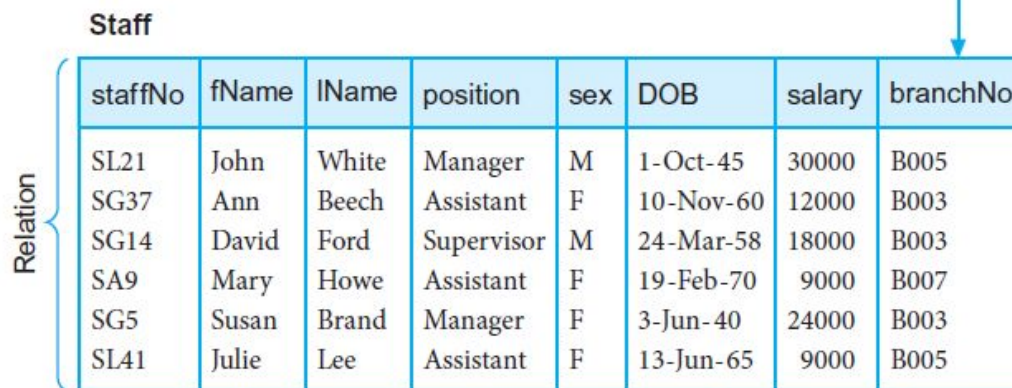 Staff
staffNo fName lName position sex DOB salary branchNo
SL21 John White Manager M 1-Oct-45 30000 B005
SG37 Ann Beech Assistant F 10-Nov-60 12000 B003
SG14 David Ford Supervisor M 24-Mar-58 18000 B003
SA9 Mary Howe Assistant F 19-Feb-70 9000 B007
SG5 Susan Brand Manager F 3-Jun-40 24000 B003
SL41 Julie Lee Assistant F 13-Jun-65 9000 B005
Relation